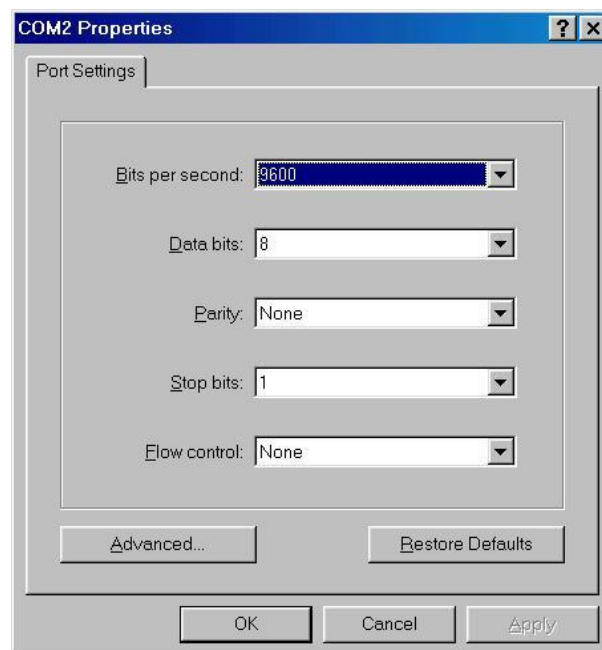 COM2 Properties
Port Settings
Bits per second: 9600
Data bits: 8
Parity: None
Stop bits: 1
Flow control: None
Advanced... Restore Defaults
OK Cancel Apply